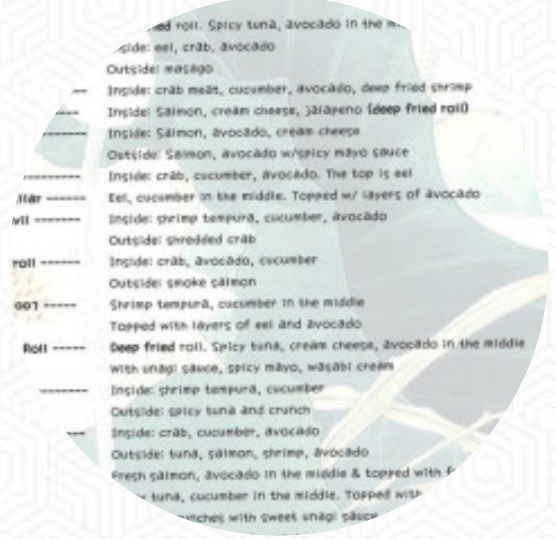 roll. Spicy tuna, avocado in the
eel, crab, avocado
Outside: masago
Inside: crab meat, cucumber, avocado, deep fried shrimp
Inside: Salmon, cream cheese, jalapeno (deep fried roll)
Inside: Salmon, avocado, cream cheese
Outside: Salmon, avocado w/spicy mayo sauce
Inside: crab, cucumber, avocado. The top is eel
Eel, cucumber in the middle. Topped w/ layers of avocado
Inside: shrimp tempura, cucumber, avocado
Outside: shredded crab
roll ------ Inside: crab, avocado, cucumber
Outside: smoke salmon
Shrimp tempura, cucumber in the middle
Topped with layers of eel and avocado
Roll ----- Deep fried roll. Spicy tuna, cream cheese, avocado in the middle
with unagi sauce, spicy mayo, wasabi cream
Inside: shrimp tempura, cucumber
Outside: spicy tuna and crunch
Inside: crab, cucumber, avocado
Outside: tuna, salmon, shrimp, avocado
Fresh salmon, avocado in the middle & topped with
tuna, cucumber in the middle. Topped with
with sweet unagi sauce